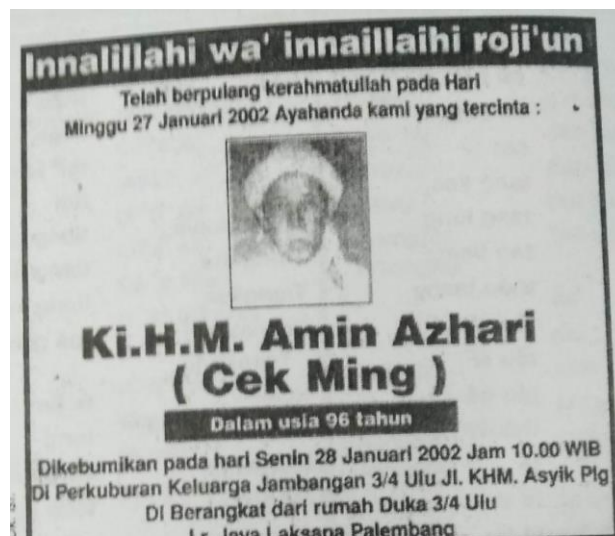 Innalillahi wa' innaillaihi roji'un
Telah berpulang kerahmatullah pada Hari
Minggu 27 Januari 2002 Ayahanda kami yang tercinta :
Ki.H.M. Amin Azhari
( Cek Ming )
Dalam usia 96 tahun
Dikebumikan pada hari Senin 28 Januari 2002 Jam 10.00 WIB
Di Perkuburan Keluarga Jambangan 3/4 Ulu Jl. KHM. Asyik Plg
Di Berangkat dari rumah Duka 3/4 Ulu
Lr. Jaya Laksana Palembang